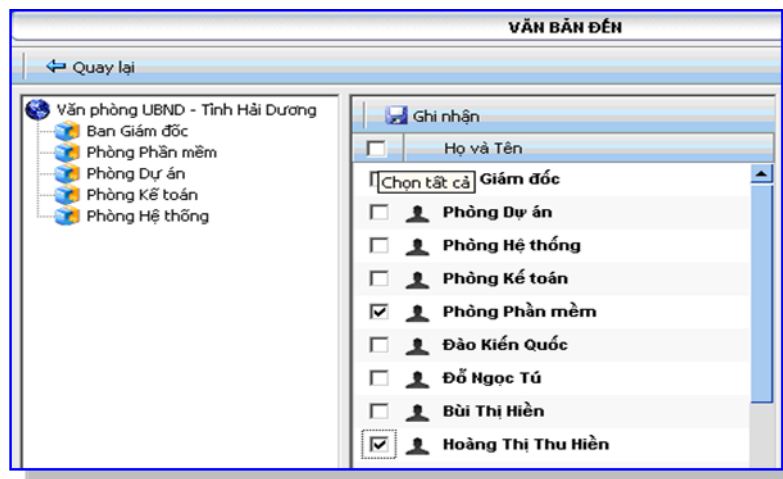 VĂN BẢN ĐẾN
Quay lại
Văn phòng UBND - Tỉnh Hải Dương
Ban Giám đốc
Phòng Phần mềm
Phòng Dự án
Phòng Kế toán
Phòng Hệ thống
Ghi nhận
Họ và Tên
Chọn tất cả Giám đốc
Phòng Dự án
Phòng Hệ thống
Phòng Kế toán
Phòng Phần mềm
Đào Kiến Quốc
Đỗ Ngọc Tú
Bùi Thị Hiền
Hoàng Thị Thu Hiền